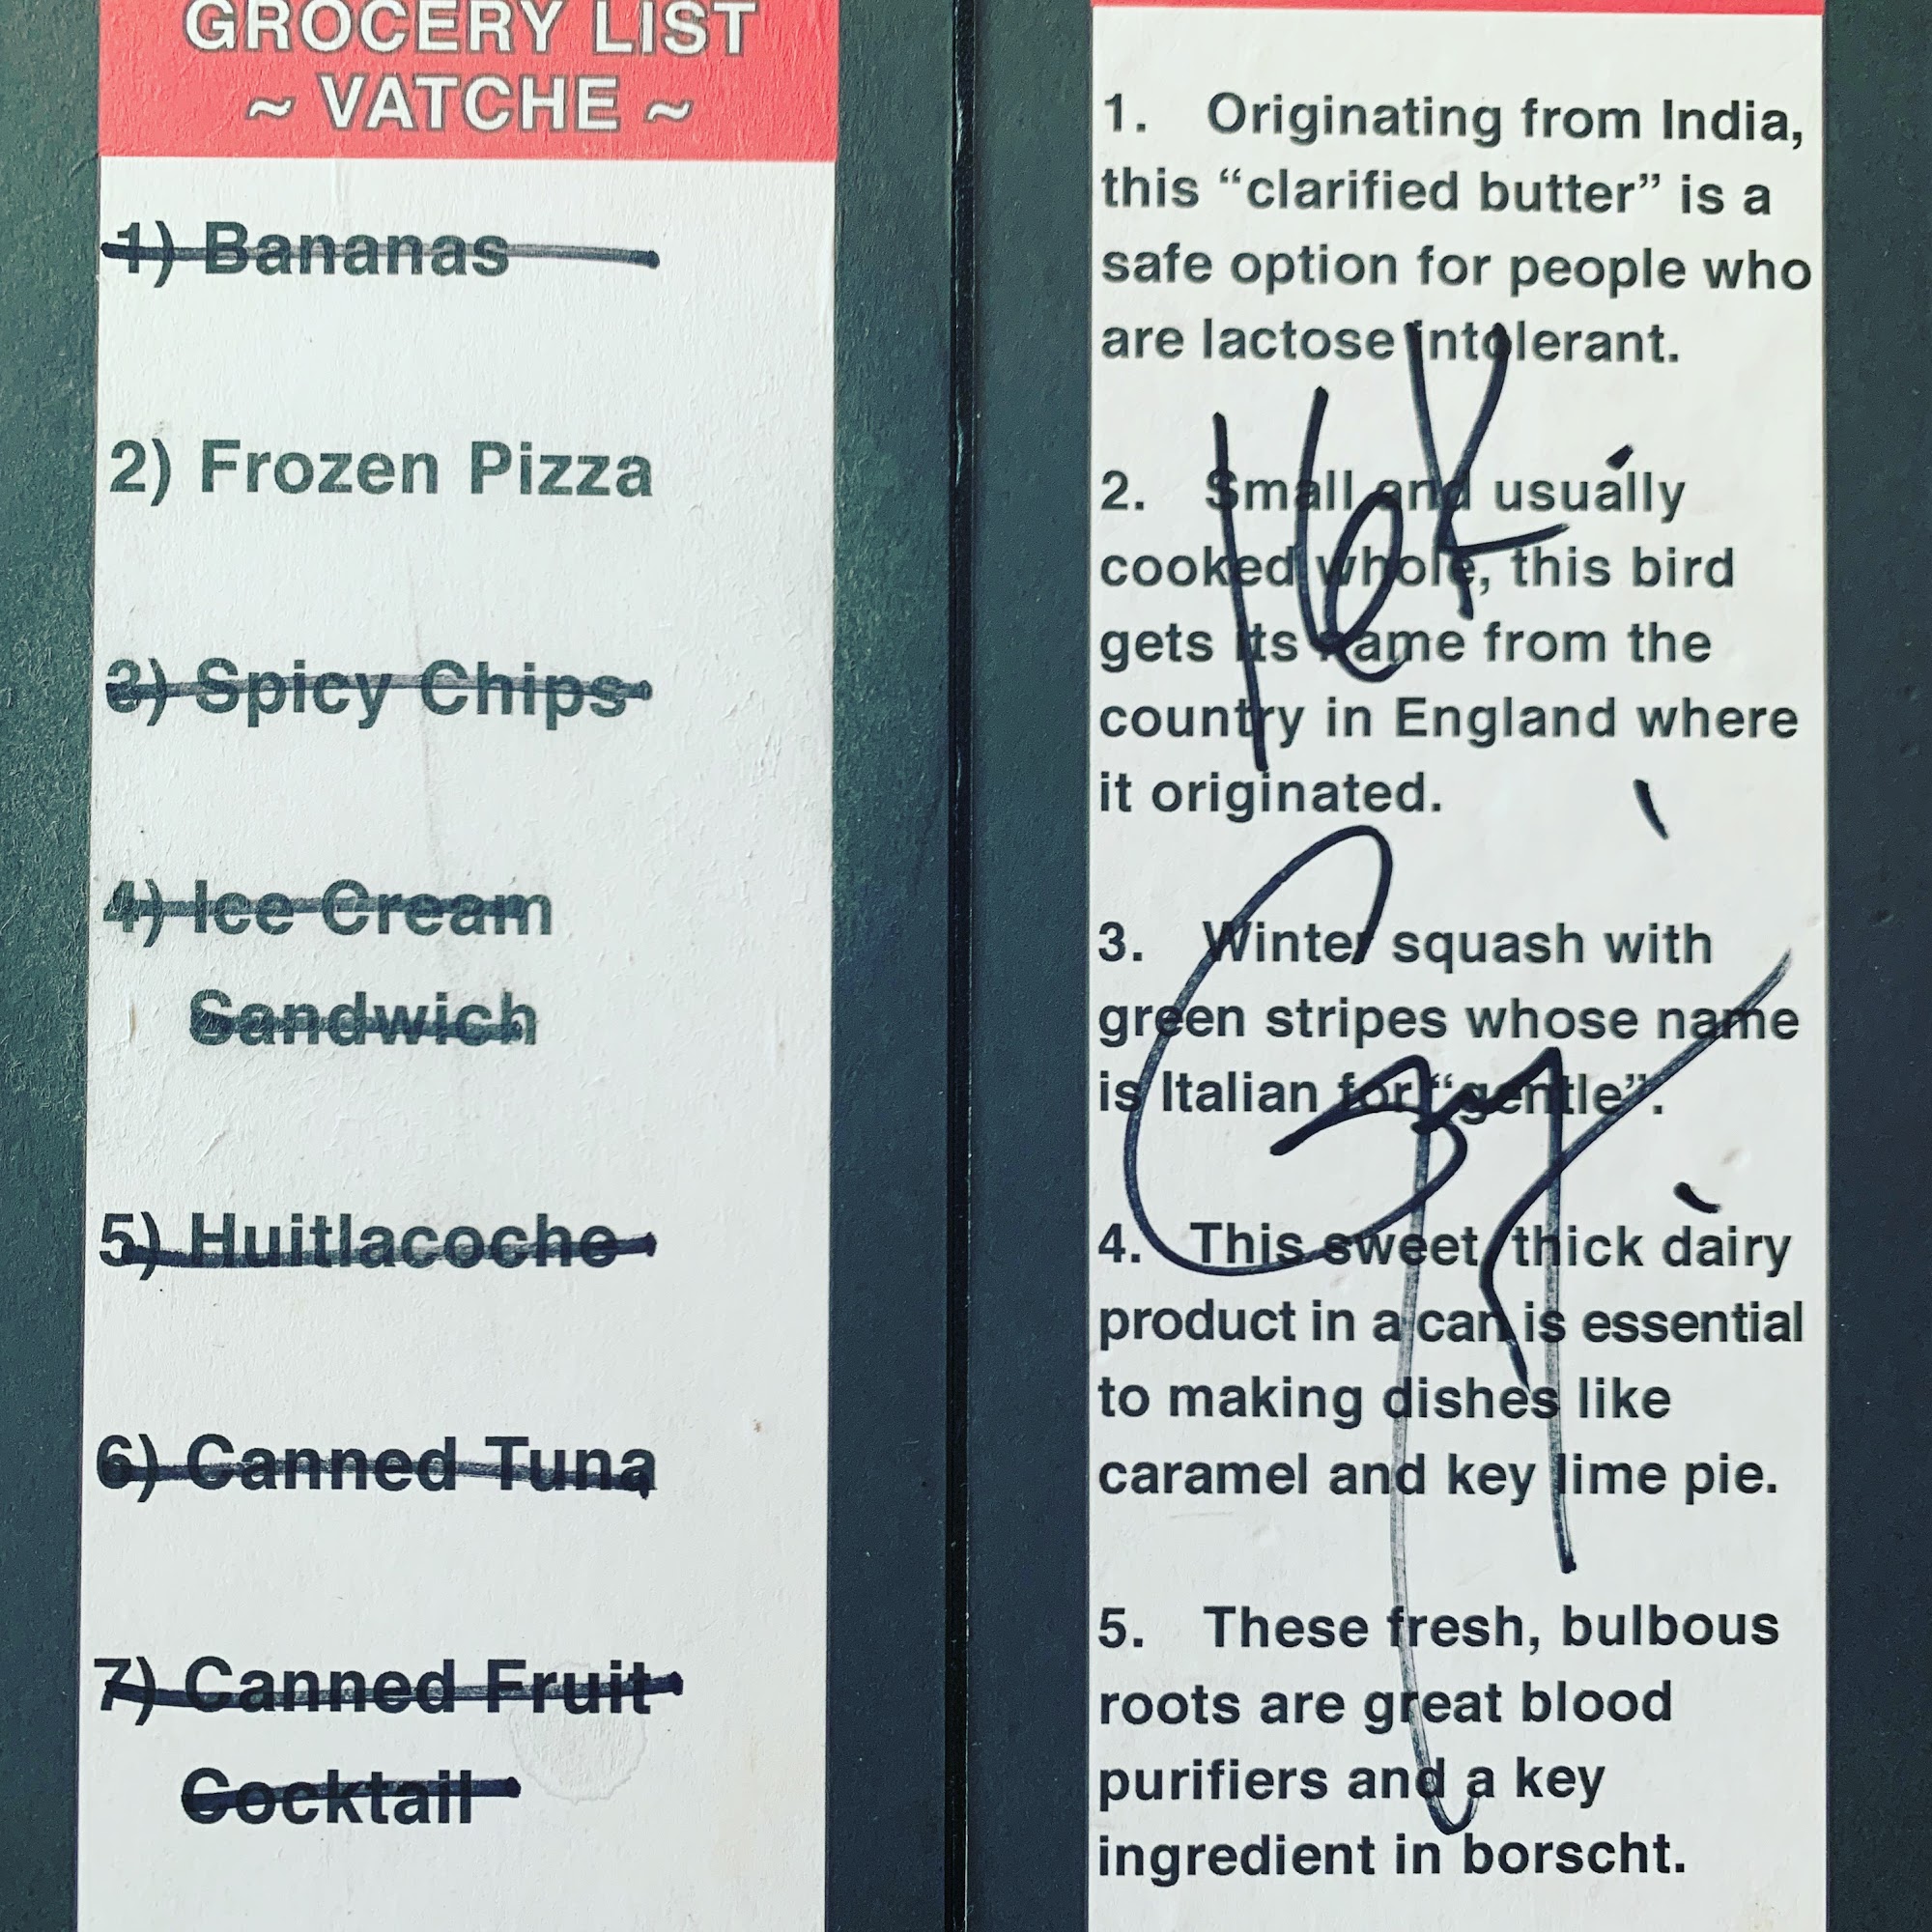 GROCERY LIST
~ VATCHE ~
1) Bananas
2) Frozen Pizza
3) Spicy Chips
4) Ice Cream
Sandwich
5) Huitlacoche
6) Canned Tuna
7) Canned Fruit
Cocktail
1. Originating from India,
this “clarified butter” is a
safe option for people who
are lactose intolerant.
2. Small and usually
cooked whole, this bird
gets its name from the
country in England where
it originated.
3. Winter squash with
green stripes whose name
is Italian for “gentle”.
4. This sweet, thick dairy
product in a can is essential
to making dishes like
caramel and key lime pie.
5. These fresh, bulbous
roots are great blood
purifiers and a key
ingredient in borscht.